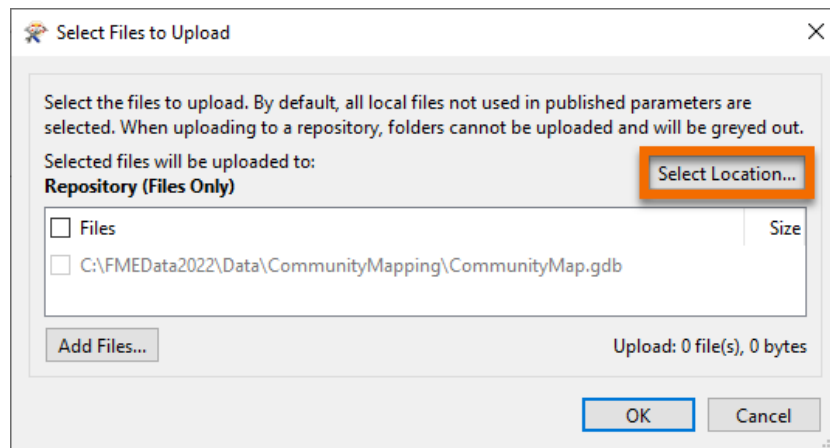 Select Files to Upload
Select the files to upload. By default, all local files not used in published parameters are
selected. When uploading to a repository, folders cannot be uploaded and will be greyed out.
Selected files will be uploaded to:
Repository (Files Only)
Select Location...
Files Size
C:\FMEData2022\Data\CommunityMapping\CommunityMap.gdb
Add Files... Upload: 0 file(s), 0 bytes
OK Cancel